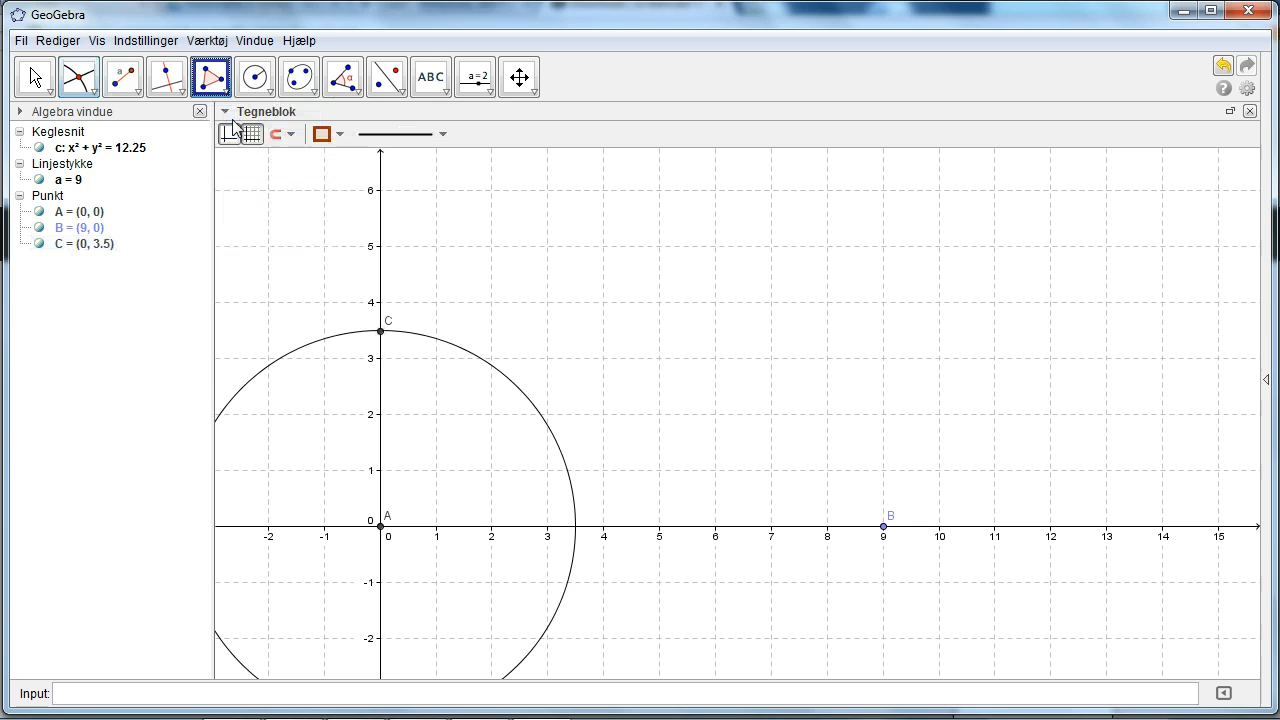 GeoGebra
Fil Rediger Vis Indstillinger Værktøj Vindue Hjælp
a α ABC a = 2
Algebra vindue
Tegneblok
Keglesnit
c: x² + y² = 12.25
Linjestykke
a = 9
Punkt
A = (0, 0)
B = (9, 0)
C = (0, 3.5)
6
5
4
C
3
2
1
0 A B
-2 -1 0 1 2 3 4 5 6 7 8 9 10 11 12 13 14 15
-1
-2
Input: